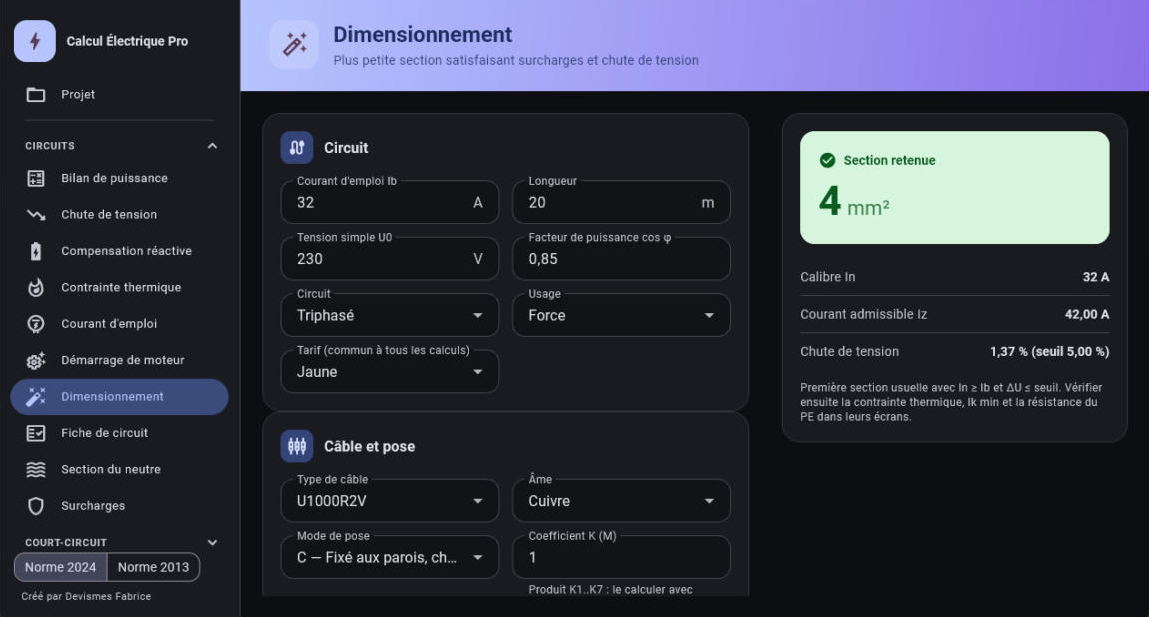 Calcul Électrique Pro
Projet
CIRCUITS
Bilan de puissance
Chute de tension
Compensation réactive
Contrainte thermique
Courant d'emploi
Démarrage de moteur
Dimensionnement
Fiche de circuit
Section du neutre
Surcharges
COURT-CIRCUIT
Norme 2024
Norme 2013
Créé par Devismes Fabrice
Dimensionnement
Plus petite section satisfaisant surcharges et chute de tension
Circuit
Courant d'emploi Ib
32 A
Longueur
20 m
Tension simple U0
230 V
Facteur de puissance cos φ
0,85
Circuit
Triphasé
Usage
Force
Tarif (commun à tous les calculs)
Jaune
Câble et pose
Type de câble
U1000R2V
Âme
Cuivre
Mode de pose
C — Fixé aux parois, ch...
Coefficient K (M)
1
Produit K1..K7 : le calculer avec
Section retenue
4 mm²
Calibre In
32 A
Courant admissible Iz
42,00 A
Chute de tension
1,37 % (seuil 5,00 %)
Première section usuelle avec In ≥ Ib et ΔU ≤ seuil. Vérifier
ensuite la contrainte thermique, Ik min et la résistance du
PE dans leurs écrans.